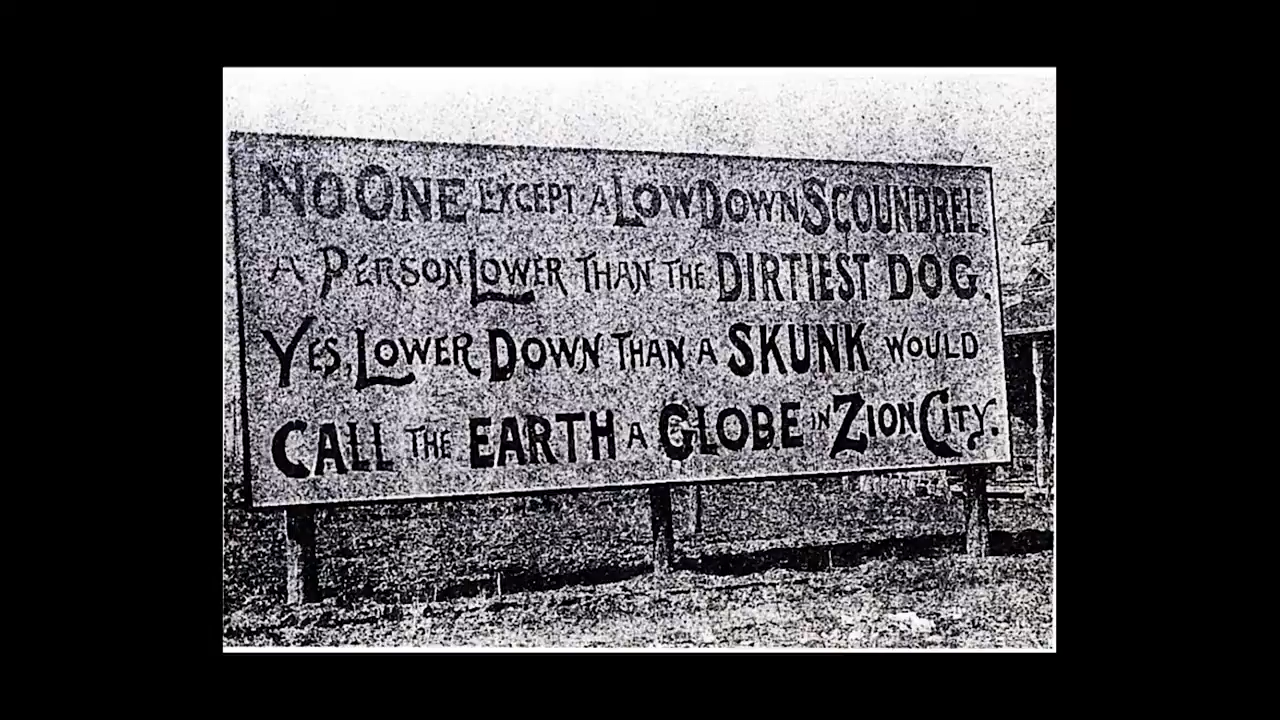 NO ONE EXCEPT A LOW DOWN SCOUNDREL,
A PERSON LOWER THAN THE DIRTIEST DOG.
YES, LOWER DOWN THAN A SKUNK WOULD
CALL THE EARTH A GLOBE IN ZION CITY.